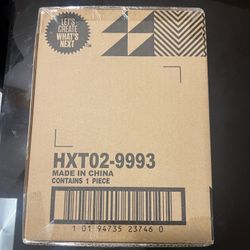 LET'S
CREATE
WHAT'S
NEXT
HXT02-9993
MADE IN CHINA
CONTAINS 1 PIECE
1 01 94735 23746 0